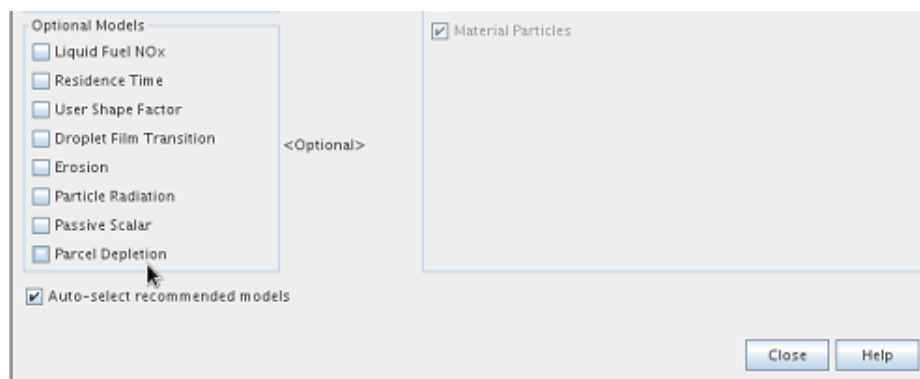 Optional Models
Liquid Fuel NOx
Residence Time
User Shape Factor
Droplet Film Transition
Erosion
Particle Radiation
Passive Scalar
Parcel Depletion
<Optional>
Material Particles
Auto-select recommended models
Close
Help